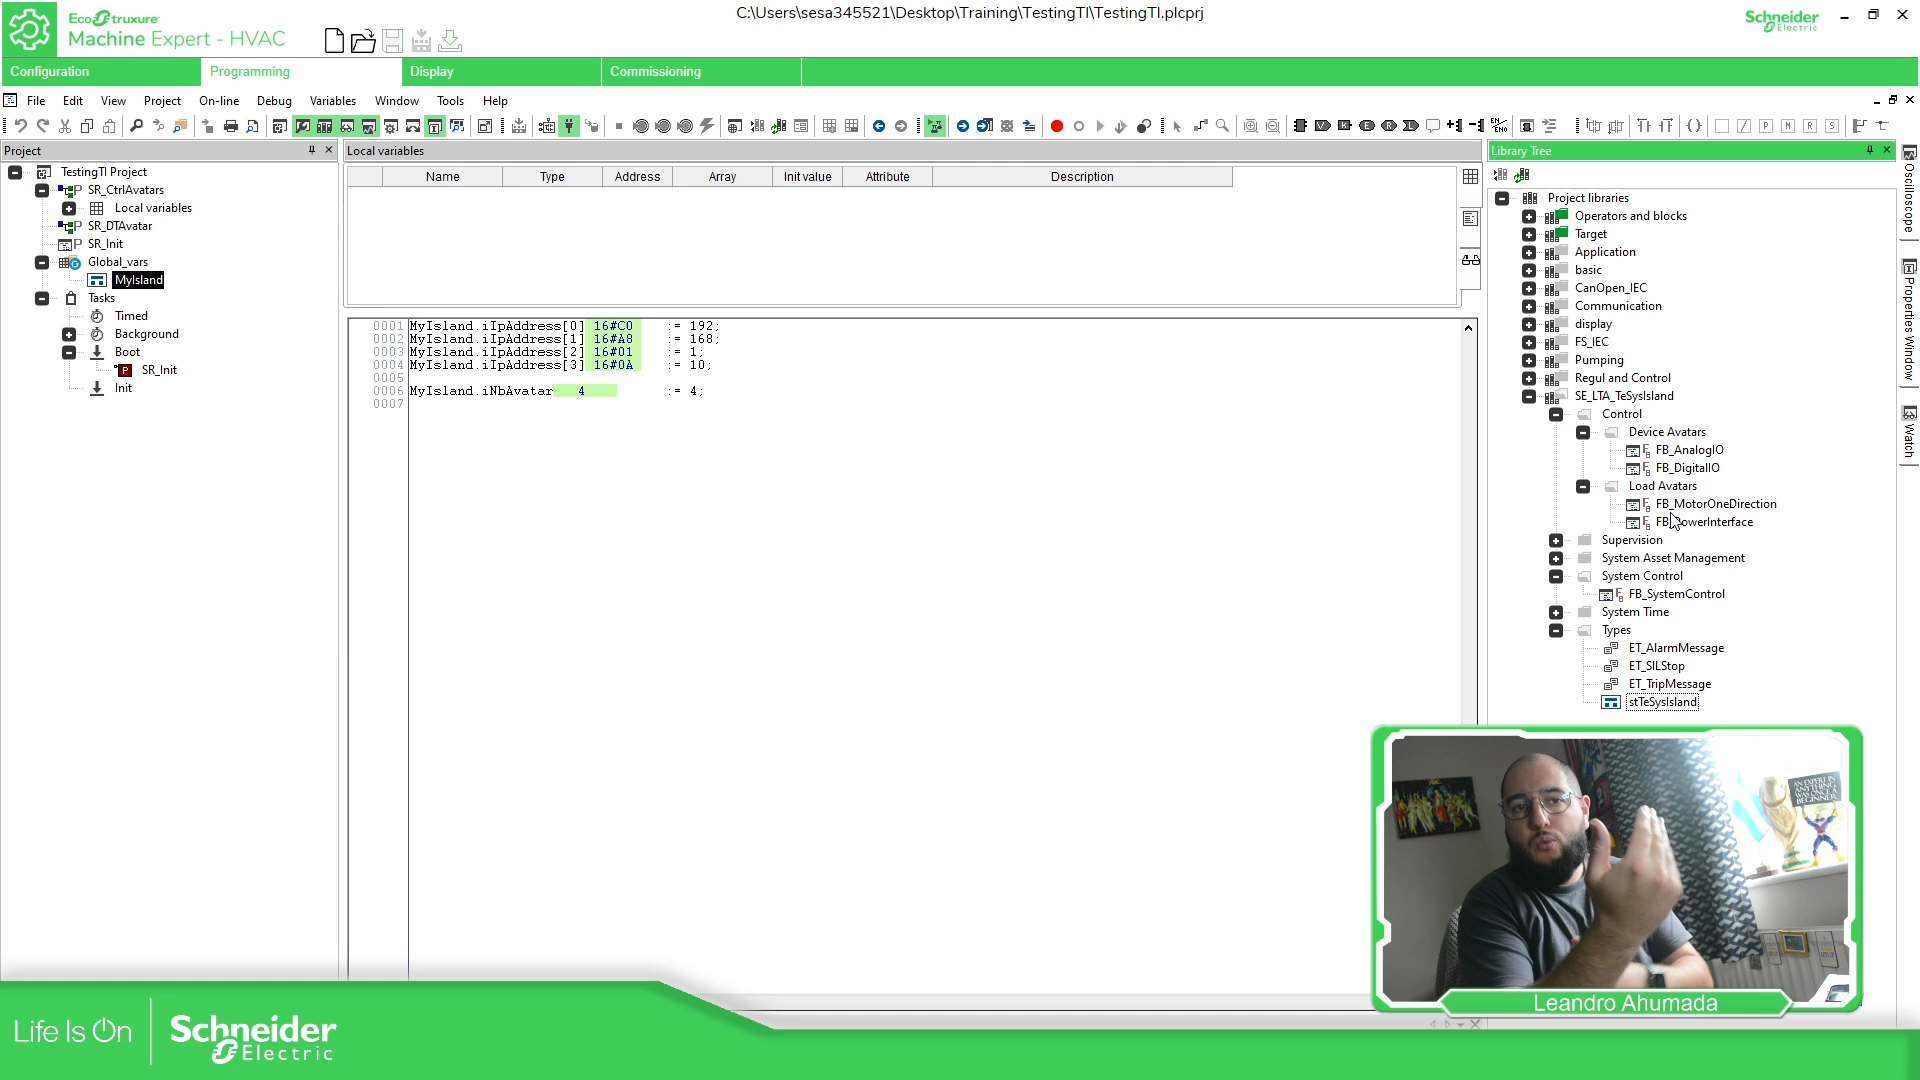 C:\Users\sesa345521\Desktop\Training\TestingTI\TestingTI.plcprj
EcoStruxure
Machine Expert - HVAC
Schneider
Electric
Configuration
Programming
Display
Commissioning
File Edit View Project On-line Debug Variables Window Tools Help
Project
TestingTI Project
SR_CtrlAvatars
Local variables
SR_DTAvatar
SR_Init
Global_vars
MyIsland
Tasks
Timed
Background
Boot
SR_Init
Init
Local variables
Name Type Address Array Init value Attribute Description
0001 MyIsland.iIpAddress[0] 16#C0 := 192;
0002 MyIsland.iIpAddress[1] 16#A8 := 168;
0003 MyIsland.iIpAddress[2] 16#01 := 1;
0004 MyIsland.iIpAddress[3] 16#0A := 10;
0005
0006 MyIsland.iNbAvatar 4 := 4;
0007
Library Tree
Project libraries
Operators and blocks
Target
Application
basic
CanOpen_IEC
Communication
display
FS_IEC
Pumping
Regul and Control
SE_LTA_TeSysIsland
Control
Device Avatars
FB_AnalogIO
FB_DigitalIO
Load Avatars
FB_MotorOneDirection
Supervision
System Asset Management
System Control
FB_SystemControl
System Time
Types
ET_AlarmMessage
ET_SILStop
ET_TripMessage
stTeSysIsland
Oscilloscope
Properties Window
Watch
AN EXPERT IN
ANYTHING
WAS ONCE A
BEGINNER
Leandro Ahumada
Life Is On
Schneider
Electric